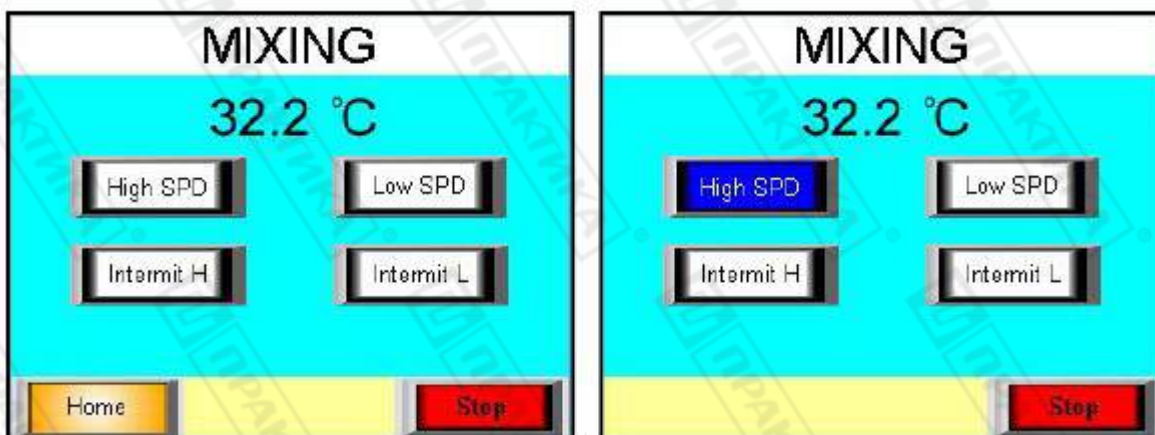 MIXING
32.2 °C
High SPD
Low SPD
Intermit H
Intermit L
Home
Stop
MIXING
32.2 °C
High SPD
Low SPD
Intermit H
Intermit L
Stop
ПРАКТИКА